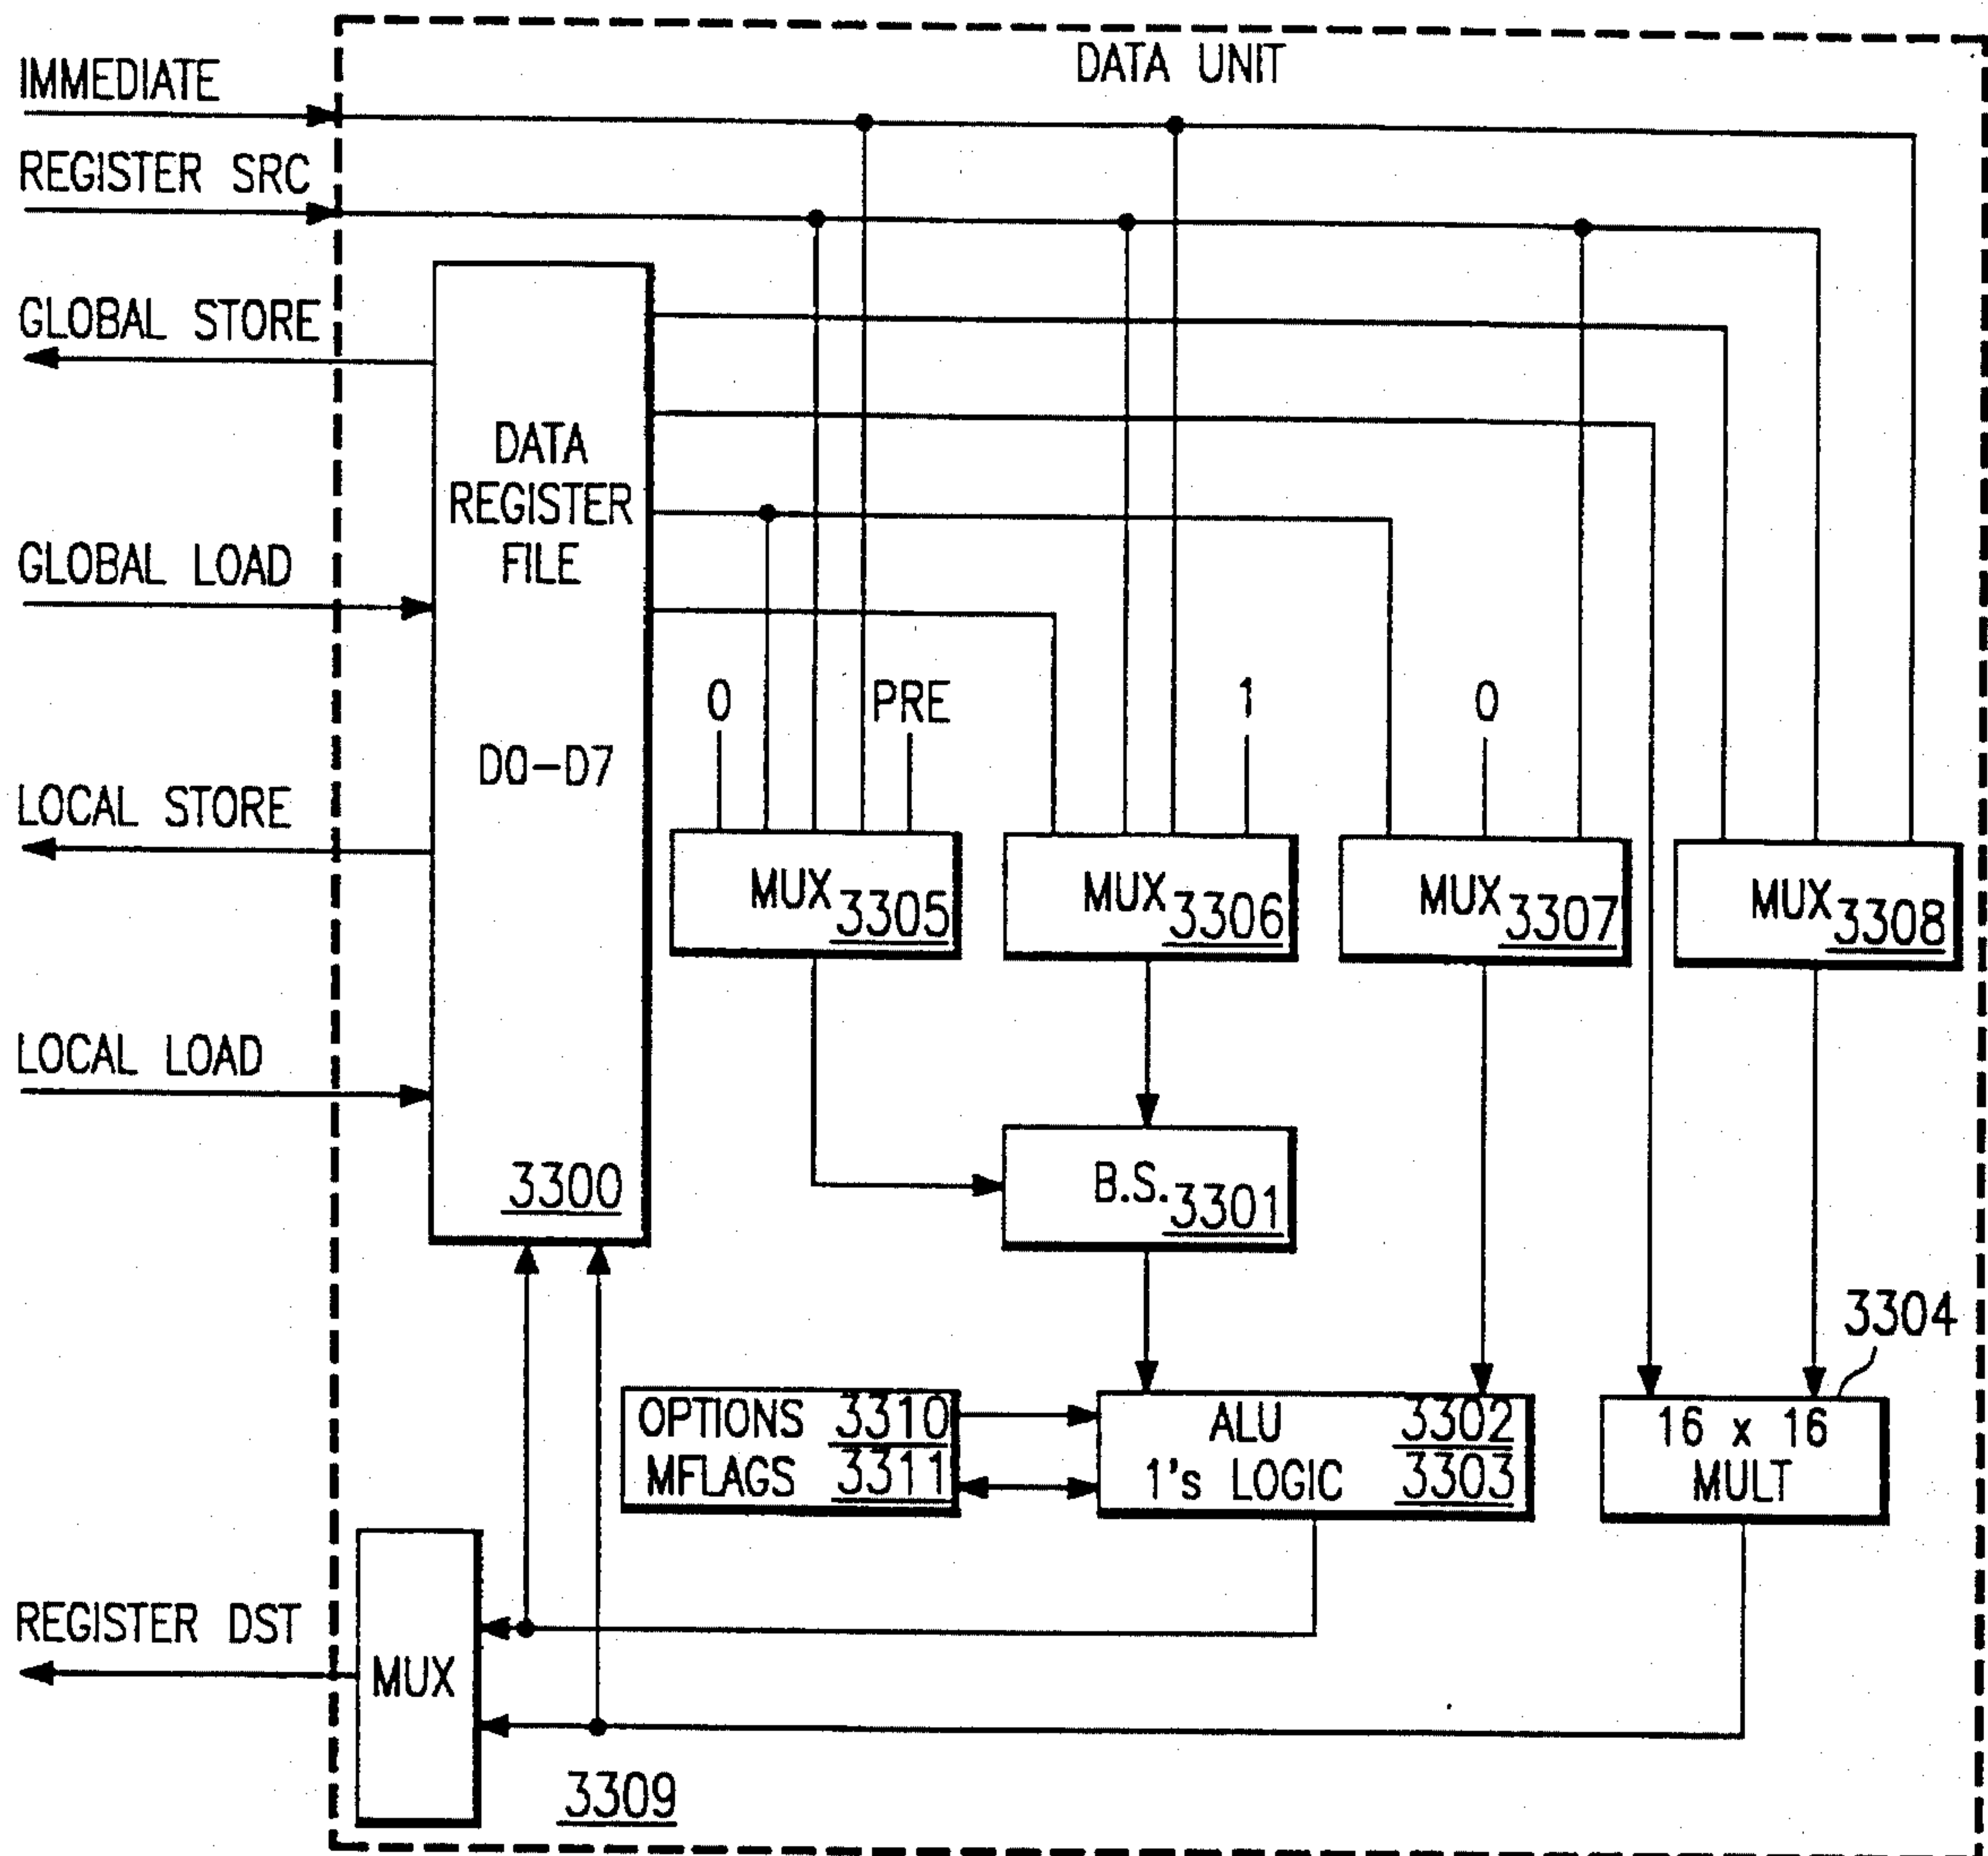 DATA UNIT
IMMEDIATE
REGISTER SRC
GLOBAL STORE
GLOBAL LOAD
LOCAL STORE
LOCAL LOAD
REGISTER DST
DATA
REGISTER
FILE
D0-D7
3300
0
PRE
1
0
MUX 3305
MUX 3306
MUX 3307
MUX 3308
B.S. 3301
3304
OPTIONS 3310
MFLAGS 3311
ALU 3302
1's LOGIC 3303
16 x 16
MULT
MUX
3309